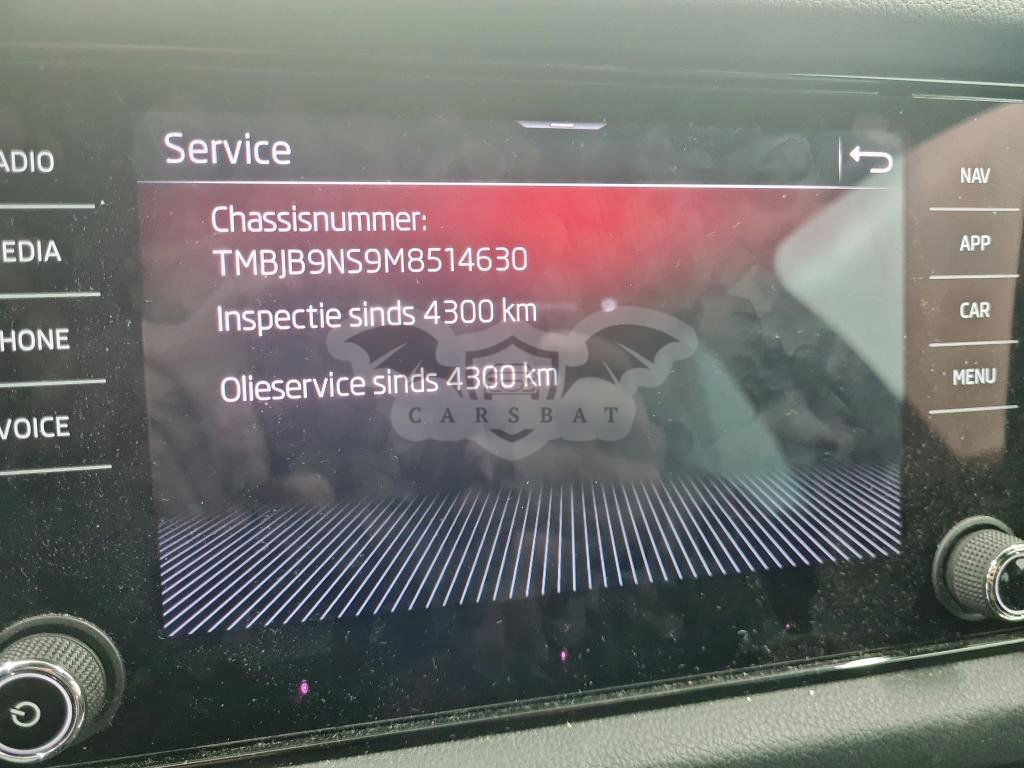 Service
ADIO
EDIA
HONE
VOICE
Chassisnummer:
TMBJB9NS9M8514630
Inspectie sinds 4300 km
Olieservice sinds 4300 km
CARSBAT
NAV
APP
CAR
MENU